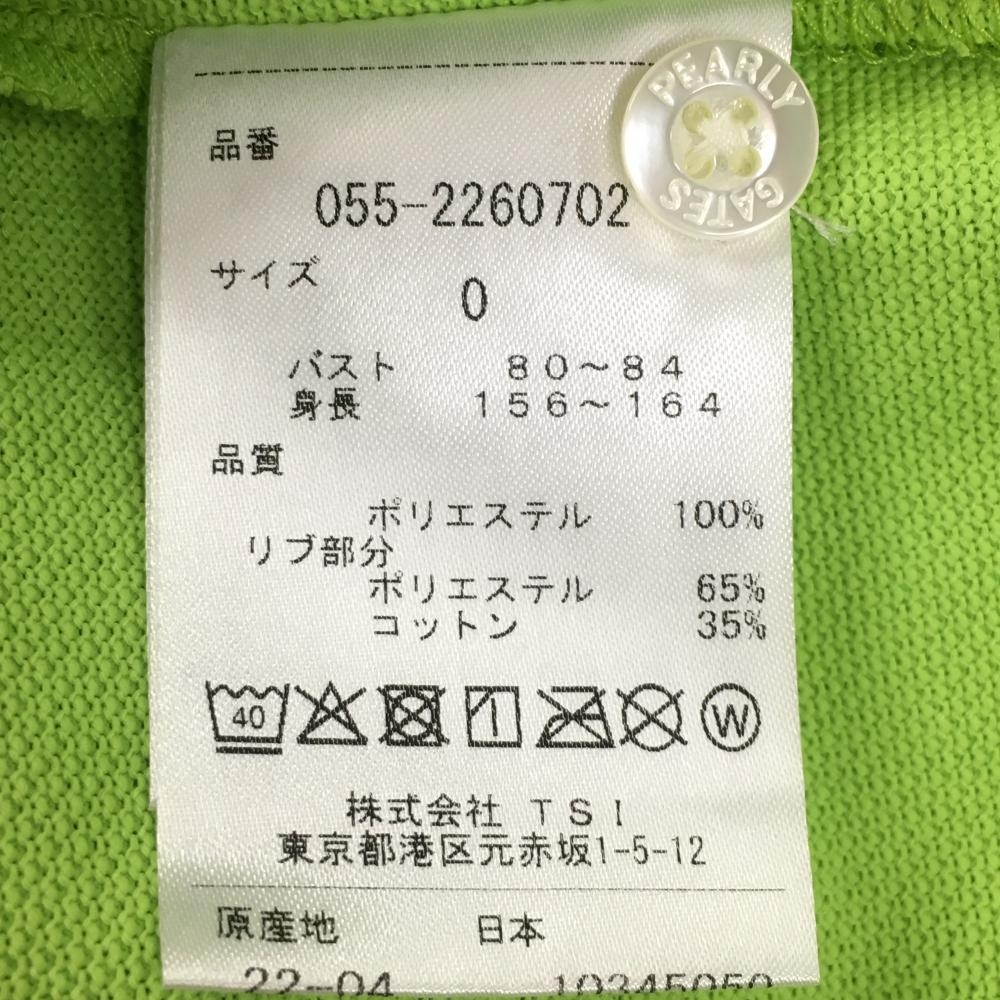 PEARLY GATES
品番
055-2260702
サイズ
0
バスト 80～84
身長 156～164
品質
ポリエステル 100%
リブ部分
ポリエステル 65%
コットン 35%
40
W
株式会社 TSI
東京都港区元赤坂1-5-12
原産地 日本
22-04